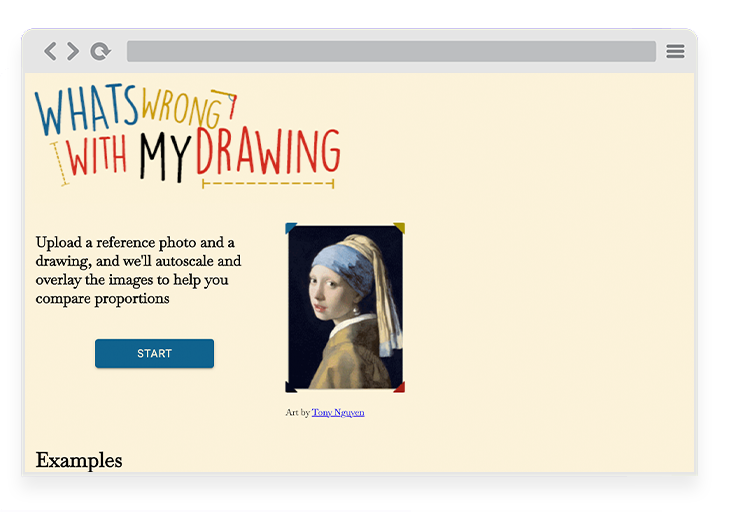 WHATS WRONG
WITH MY DRAWING
Upload a reference photo and a
drawing, and we'll autoscale and
overlay the images to help you
compare proportions
START
Art by Tony Nguyen
Examples